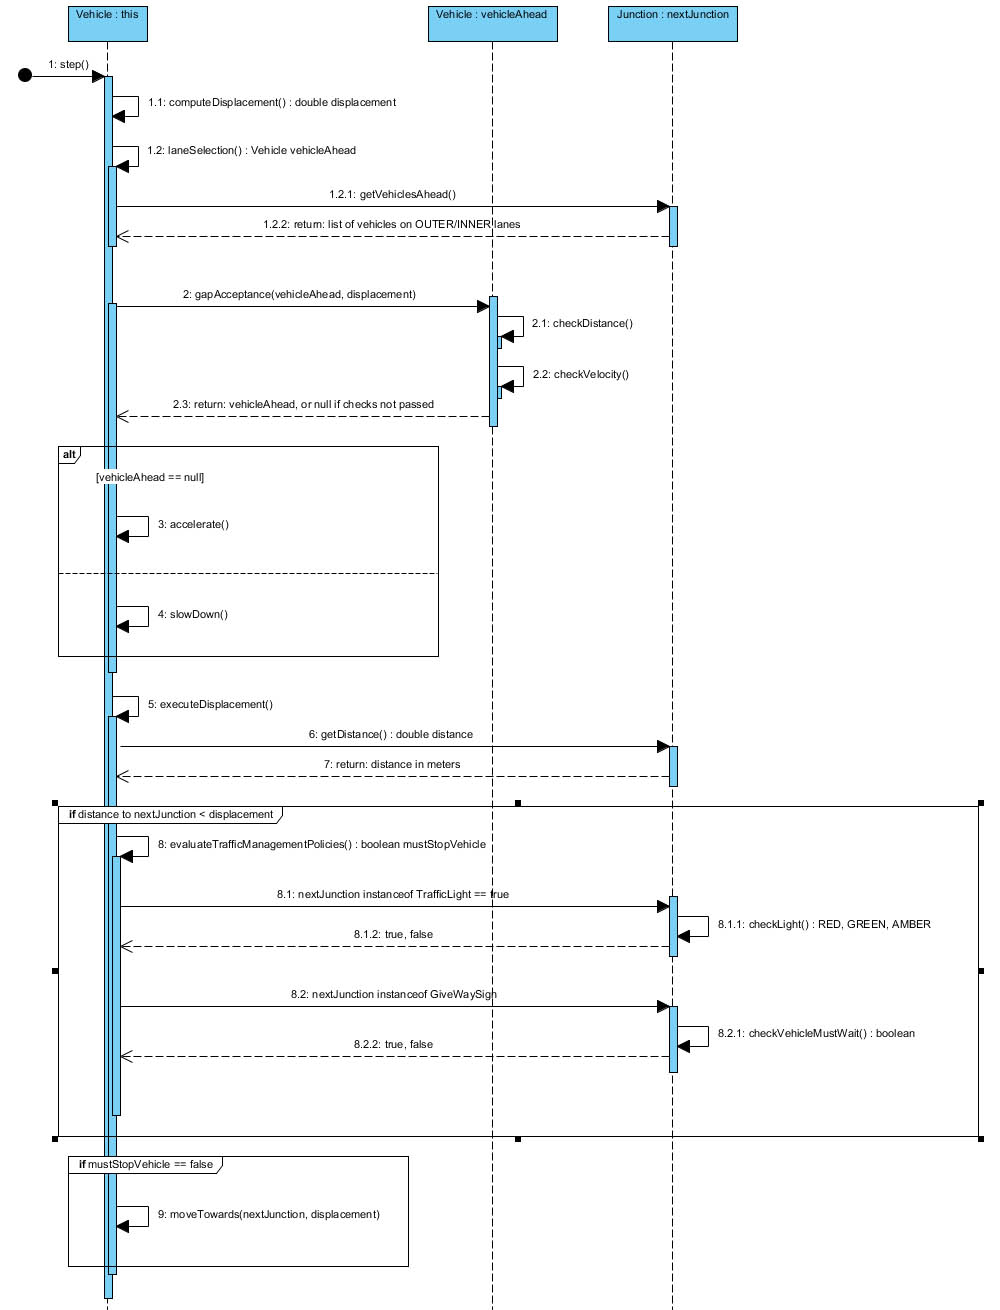 Vehicle : this
Vehicle : vehicleAhead
Junction : nextJunction
1: step()
1.1: computeDisplacement() : double displacement
1.2: laneSelection() : Vehicle vehicleAhead
1.2.1: getVehiclesAhead()
1.2.2: return: list of vehicles on OUTER/INNER lanes
2: gapAcceptance(vehicleAhead, displacement)
2.1: checkDistance()
2.2: checkVelocity()
2.3: return: vehicleAhead, or null if checks not passed
alt
[vehicleAhead == null]
3: accelerate()
4: slowDown()
5: executeDisplacement()
6: getDistance() : double distance
7: return: distance in meters
if distance to nextJunction < displacement
8: evaluateTrafficManagementPolicies() : boolean mustStopVehicle
8.1: nextJunction instanceof TrafficLight == true
8.1.1: checkLight() : RED, GREEN, AMBER
8.1.2: true, false
8.2: nextJunction instanceof GiveWaySign
8.2.1: checkVehicleMustWait() : boolean
8.2.2: true, false
if mustStopVehicle == false
9: moveTowards(nextJunction, displacement)